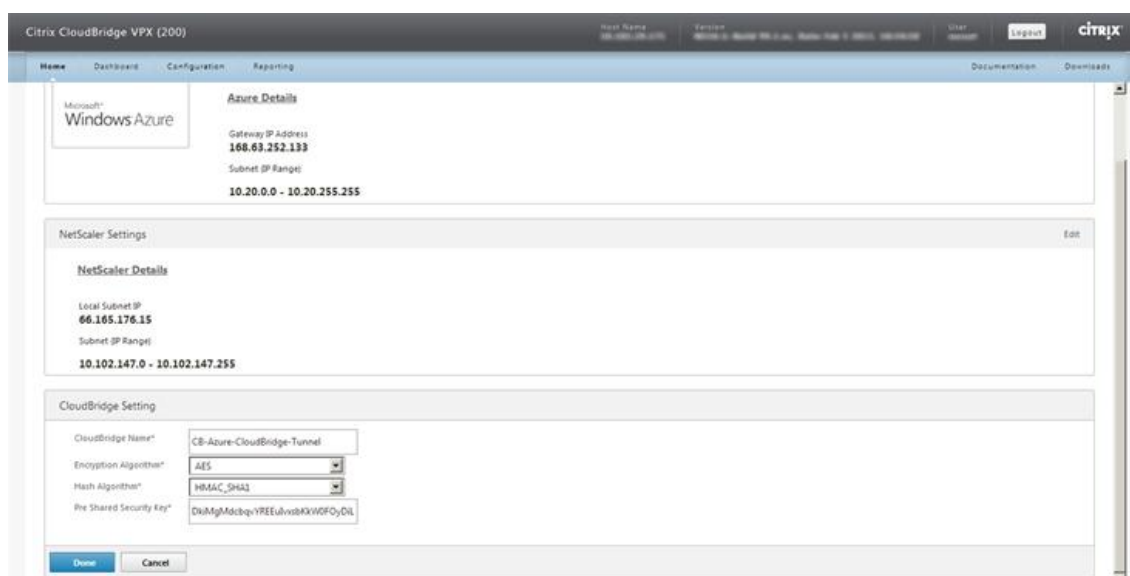 Citrix CloudBridge VPX (200)
Host Name
Version
User
Logout
CITRIX
Home Dashboard Configuration Reporting Documentation Downloads
Microsoft
Windows Azure
Azure Details
Gateway IP Address
168.63.252.133
Subnet (IP Range)
10.20.0.0 - 10.20.255.255
NetScaler Settings Edit
NetScaler Details
Local Subnet IP
66.165.176.15
Subnet (IP Range)
10.102.147.0 - 10.102.147.255
CloudBridge Setting
CloudBridge Name* CB-Azure-CloudBridge-Tunnel
Encryption Algorithm* AES
Hash Algorithm* HMAC_SHA1
Pre Shared Security Key*
Done Cancel